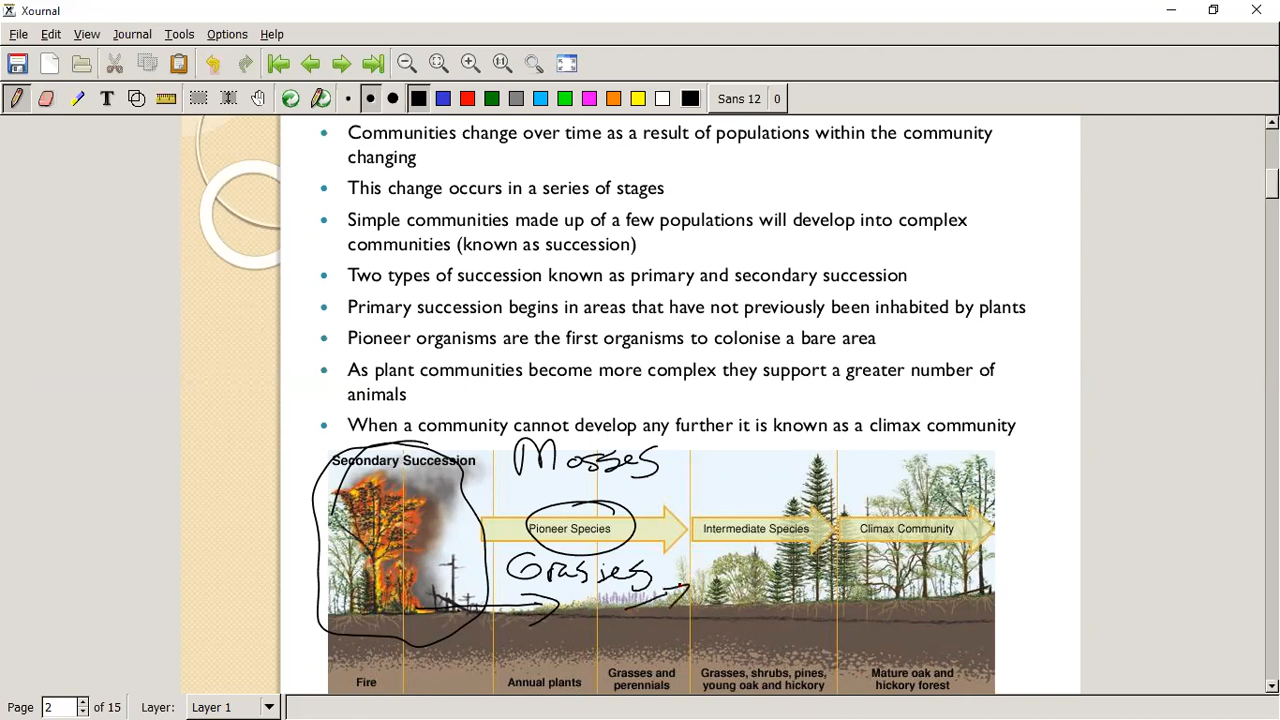 Xournal
File Edit View Journal Tools Options Help
Sans 12 0
Communities change over time as a result of populations within the community
changing
This change occurs in a series of stages
Simple communities made up of a few populations will develop into complex
communities (known as succession)
Two types of succession known as primary and secondary succession
Primary succession begins in areas that have not previously been inhabited by plants
Pioneer organisms are the first organisms to colonise a bare area
As plant communities become more complex they support a greater number of
animals
When a community cannot develop any further it is known as a climax community
Secondary Succession
Mosses
Pioneer Species
Intermediate Species
Climax Community
Grasses
Fire
Annual plants
Grasses and
perennials
Grasses, shrubs, pines,
young oak and hickory
Mature oak and
hickory forest
Page 2 of 15 Layer: Layer 1